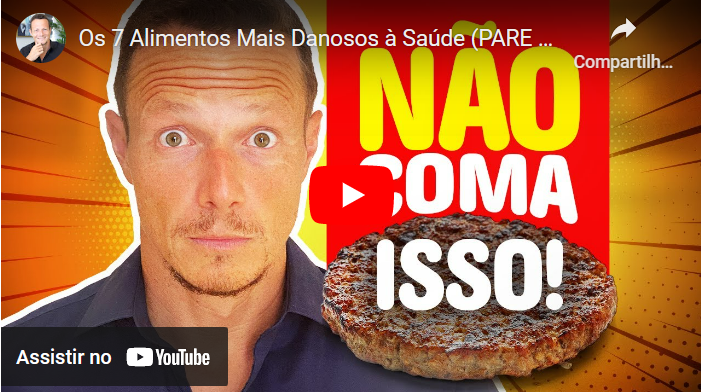 Os 7 Alimentos Mais Danosos à Saúde (PARE ...
Compartilh...
NÃO
COMA
ISSO!
Assistir no YouTube